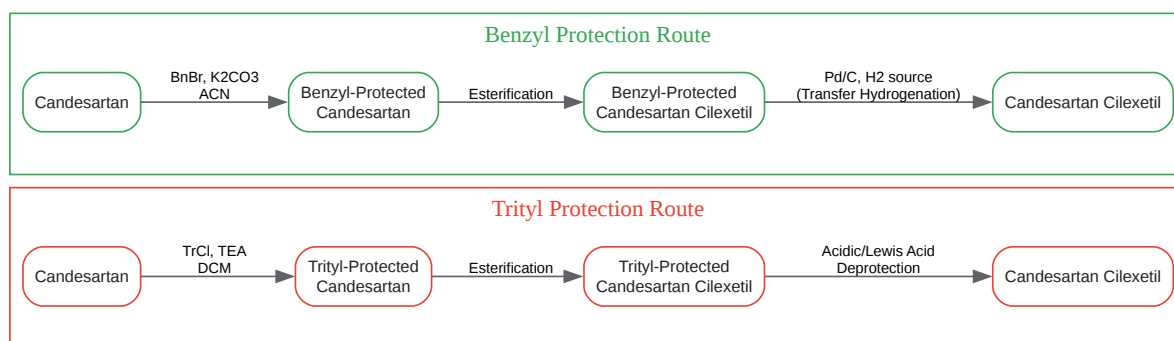 Benzyl Protection Route
Candesartan
BnBr, K2CO3
ACN
Benzyl-Protected
Candesartan
Esterification
Benzyl-Protected
Candesartan Cilexetil
Pd/C, H2 source
(Transfer Hydrogenation)
Candesartan Cilexetil
Trityl Protection Route
Candesartan
TrCl, TEA
DCM
Trityl-Protected
Candesartan
Esterification
Trityl-Protected
Candesartan Cilexetil
Acidic/Lewis Acid
Deprotection
Candesartan Cilexetil